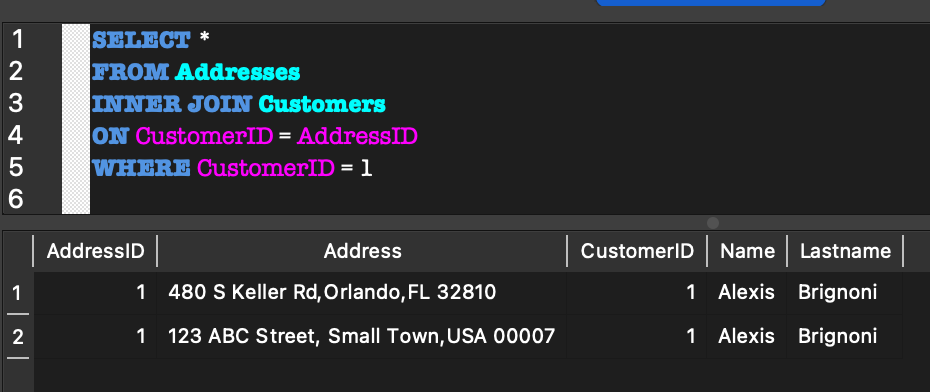 1 SELECT *
2 FROM Addresses
3 INNER JOIN Customers
4 ON CustomerID = AddressID
5 WHERE CustomerID = 1
6
AddressID Address CustomerID Name Lastname
1 1 480 S Keller Rd,Orlando,FL 32810 1 Alexis Brignoni
2 1 123 ABC Street, Small Town,USA 00007 1 Alexis Brignoni